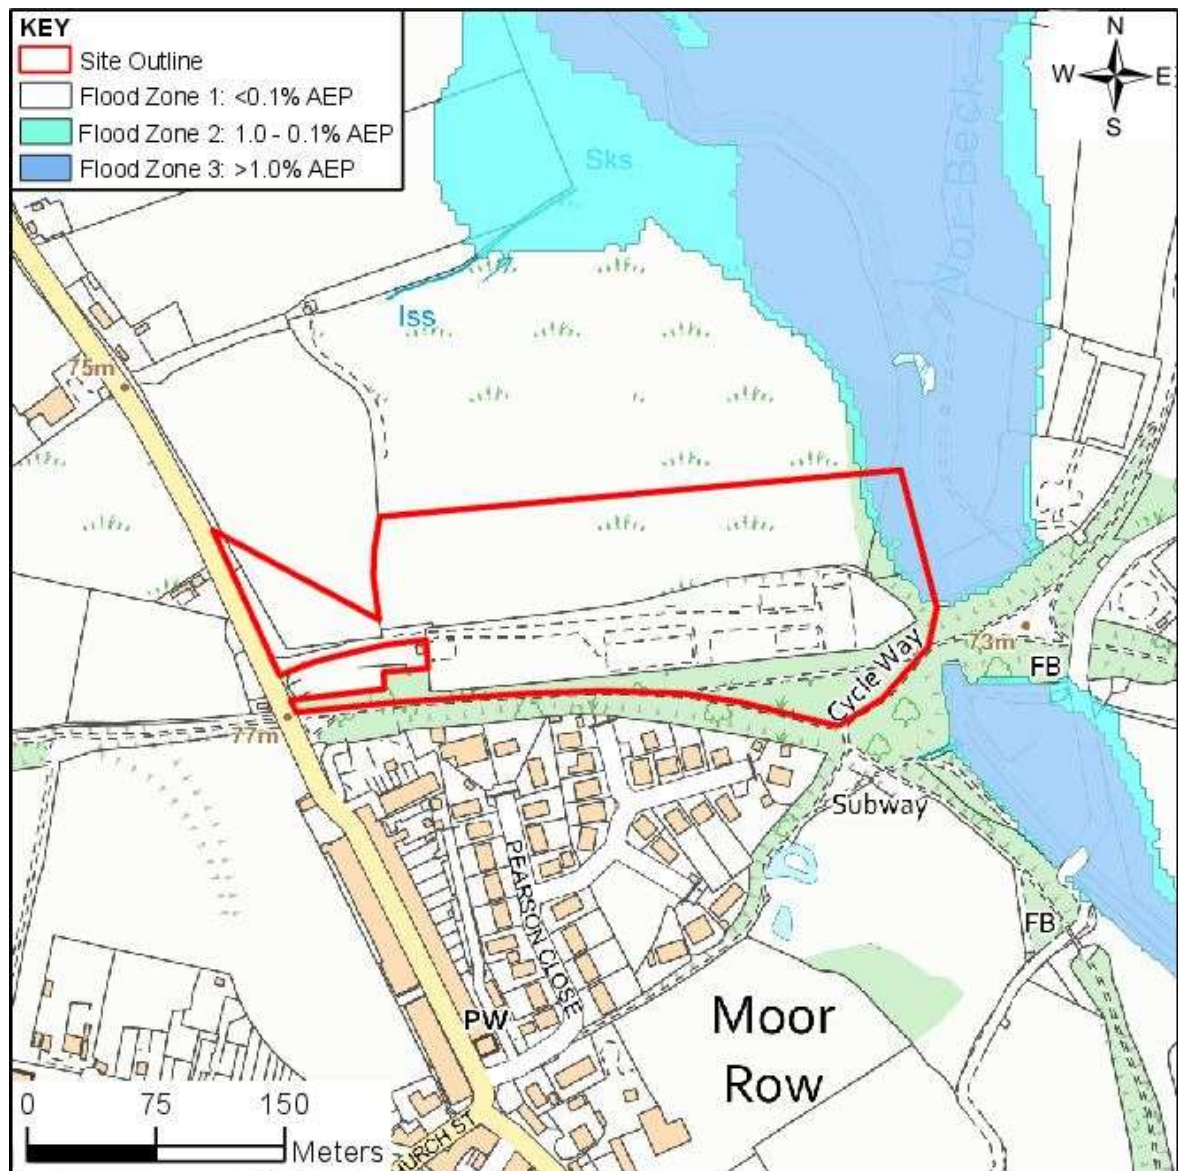 KEY
Site Outline
Flood Zone 1: <0.1% AEP
Flood Zone 2: 1.0 - 0.1% AEP
Flood Zone 3: >1.0% AEP
N
W E
S
Sks
Nor Beck
Iss
75m
Cycle Way
73m
FB
77m
Subway
PEARSON CLOSE
FB
PW
Moor
Row
0 75 150
Meters
HURCH ST